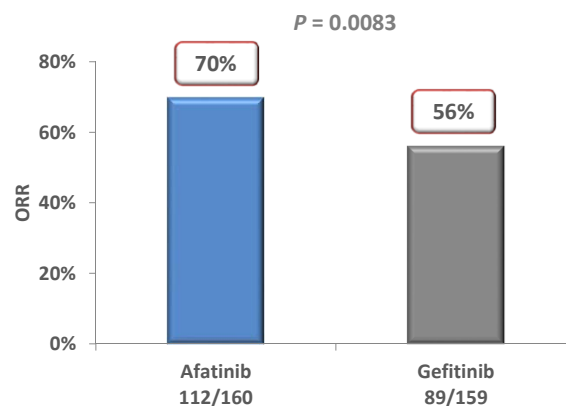 P = 0.0083
80%
70%
56%
60%
40%
20%
0%
ORR
Afatinib
112/160
Gefitinib
89/159